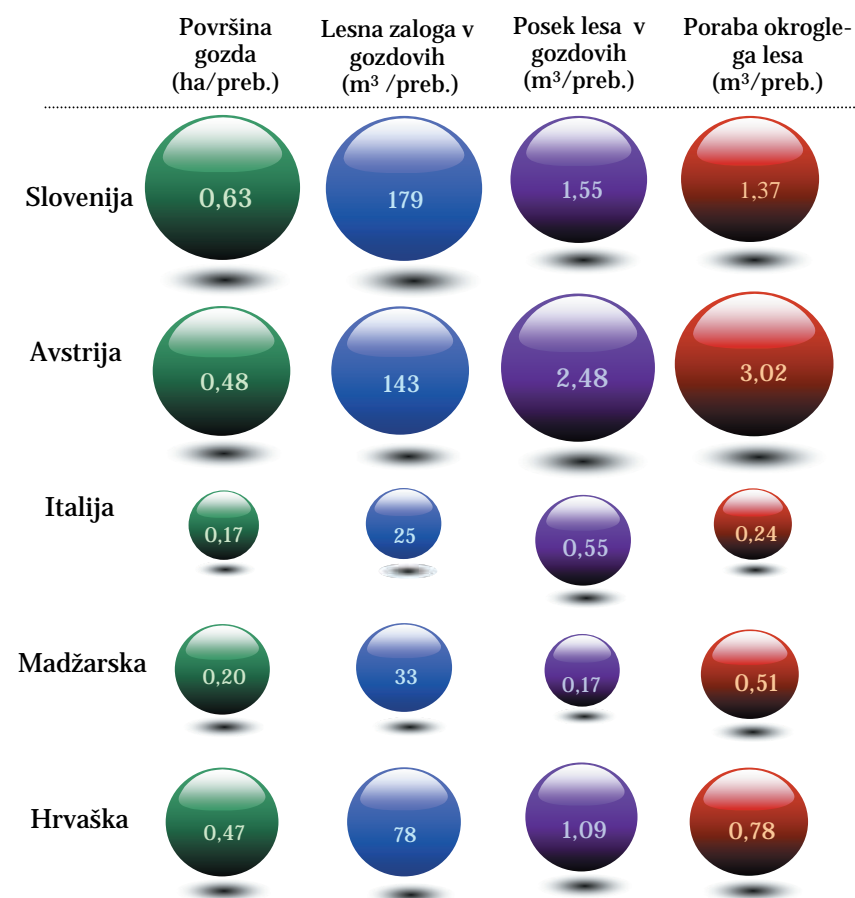 Površina
gozda
(ha/preb.)
Lesna zaloga v
gozdovih
(m³ /preb.)
Posek lesa v
gozdovih
(m³/preb.)
Poraba okrogle-
ga lesa
(m³/preb.)
Slovenija 0,63 179 1,55 1,37
Avstrija 0,48 143 2,48 3,02
Italija 0,17 25 0,55 0,24
Madžarska 0,20 33 0,17 0,51
Hrvaška 0,47 78 1,09 0,78